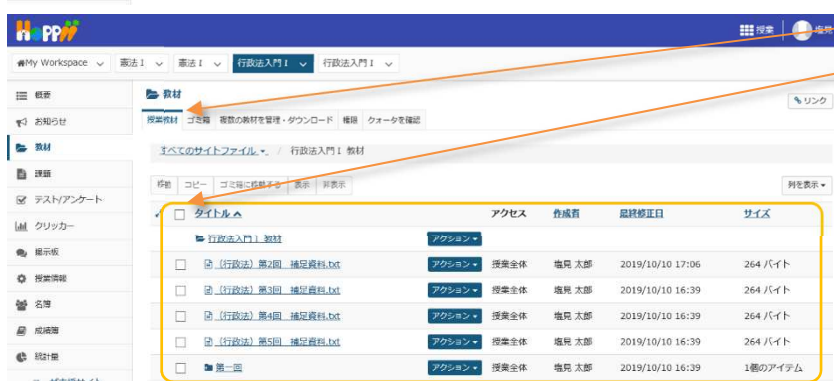 Hoppii
授業 塩見
My Workspace 憲法Ⅰ 憲法Ⅰ 行政法入門Ⅰ 行政法入門Ⅰ
概要
お知らせ
教材
課題
テスト/アンケート
クリッカー
掲示板
授業情報
名簿
成績簿
統計量
教材
リンク
授業教材 ゴミ箱 複数の教材を管理・ダウンロード 権限 クォータを確認
すべてのサイトファイル / 行政法入門Ⅰ 教材
移動 コピー ゴミ箱に移動する 表示 非表示 列を表示
タイトル アクセス 作成者 最終修正日 サイズ
行政法入門Ⅰ 教材 アクション
(行政法)第2回 補足資料.txt アクション 授業全体 塩見 太郎 2019/10/10 17:06 264 バイト
(行政法)第3回 補足資料.txt アクション 授業全体 塩見 太郎 2019/10/10 16:39 264 バイト
(行政法)第4回 補足資料.txt アクション 授業全体 塩見 太郎 2019/10/10 16:39 264 バイト
(行政法)第5回 補足資料.txt アクション 授業全体 塩見 太郎 2019/10/10 16:39 264 バイト
第一回 アクション 授業全体 塩見 太郎 2019/10/10 16:39 1個のアイテム